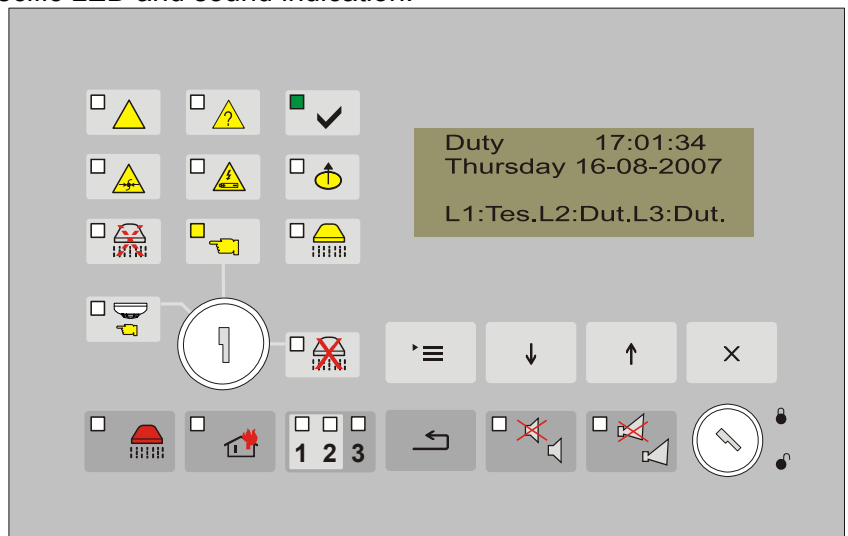 LED and sound indication.
?
Duty 17:01:34
Thursday 16-08-2007
L1:Tes.L2:Dut.L3:Dut.
1 2 3